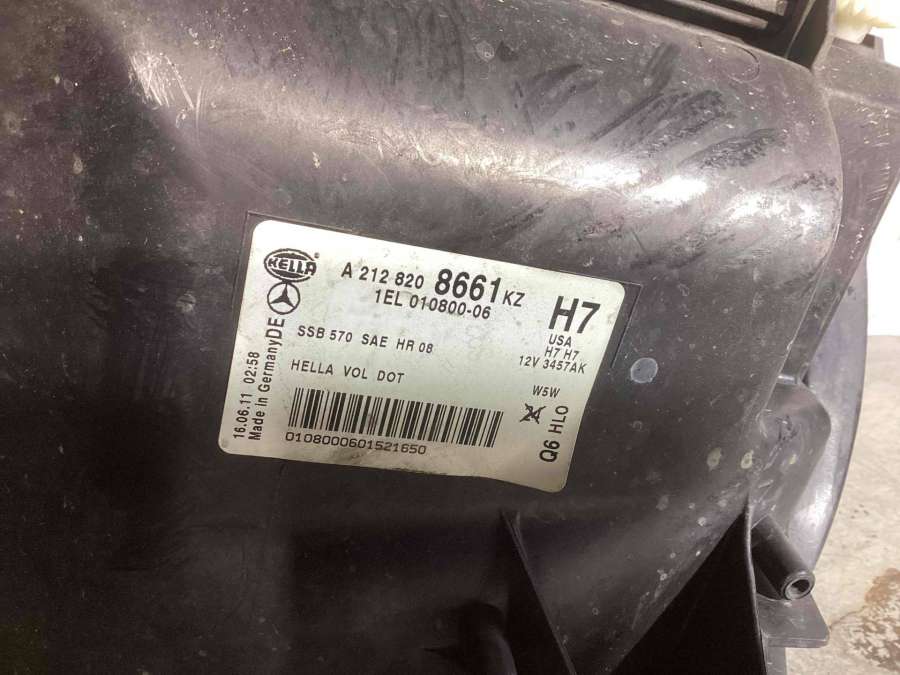 HELLA
A 212 820 8661 KZ
1EL 010800-06
H7
USA
H7 H7
12V 3457AK
W5W
SSB 570 SAE HR 08
HELLA VOL DOT
16.06.11 02:58
Made in Germany DE
0108000601521650
Q6 HLO